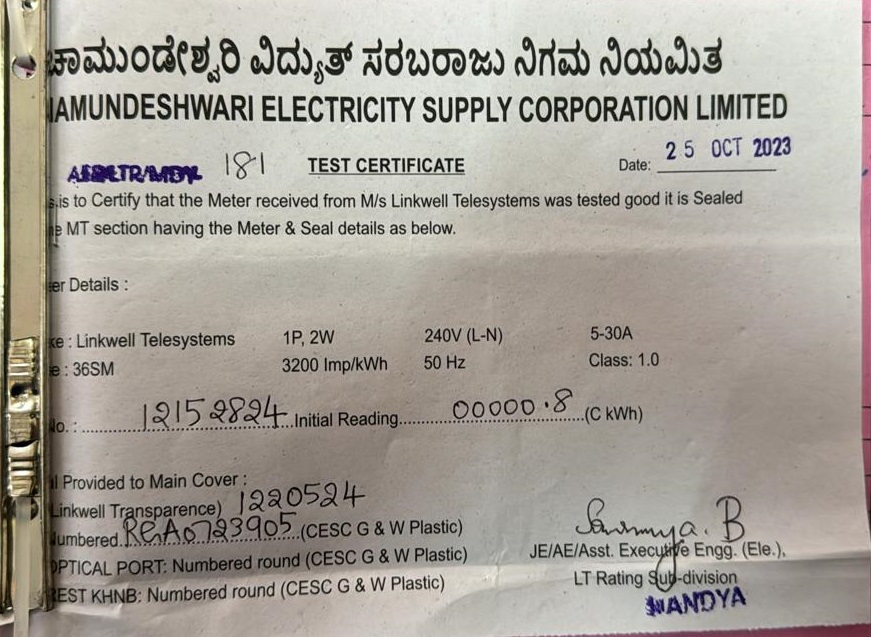 ಚಾಮುಂಡೇಶ್ವರಿ ವಿದ್ಯುತ್ ಸರಬರಾಜು ನಿಗಮ ನಿಯಮಿತ
AMUNDESHWARI ELECTRICITY SUPPLY CORPORATION LIMITED
181 TEST CERTIFICATE Date: 25 OCT 2023
is to Certify that the Meter received from M/s Linkwell Telesystems was tested good it is Sealed
MT section having the Meter & Seal details as below.
er Details :
ke : Linkwell Telesystems 1P, 2W 240V (L-N) 5-30A
e : 36SM 3200 Imp/kWh 50 Hz Class: 1.0
No. : 12152824 Initial Reading 00000.8 (C kWh)
l Provided to Main Cover :
Linkwell Transparence) 1220524
umbered. RGA0723905 (CESC G & W Plastic)
OPTICAL PORT: Numbered round (CESC G & W Plastic)
EST KHNB: Numbered round (CESC G & W Plastic)
Sowmya. B
JE/AE/Asst. Executive Engg. (Ele.),
LT Rating Sub-division
MANDYA